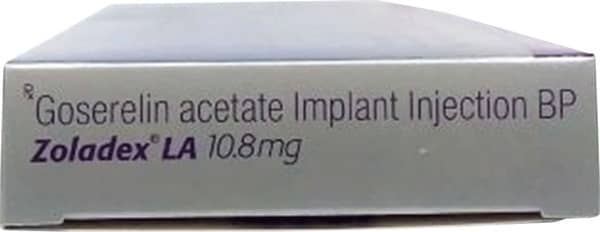 ℞Goserelin acetate Implant Injection BP
Zoladex® LA 10.8mg